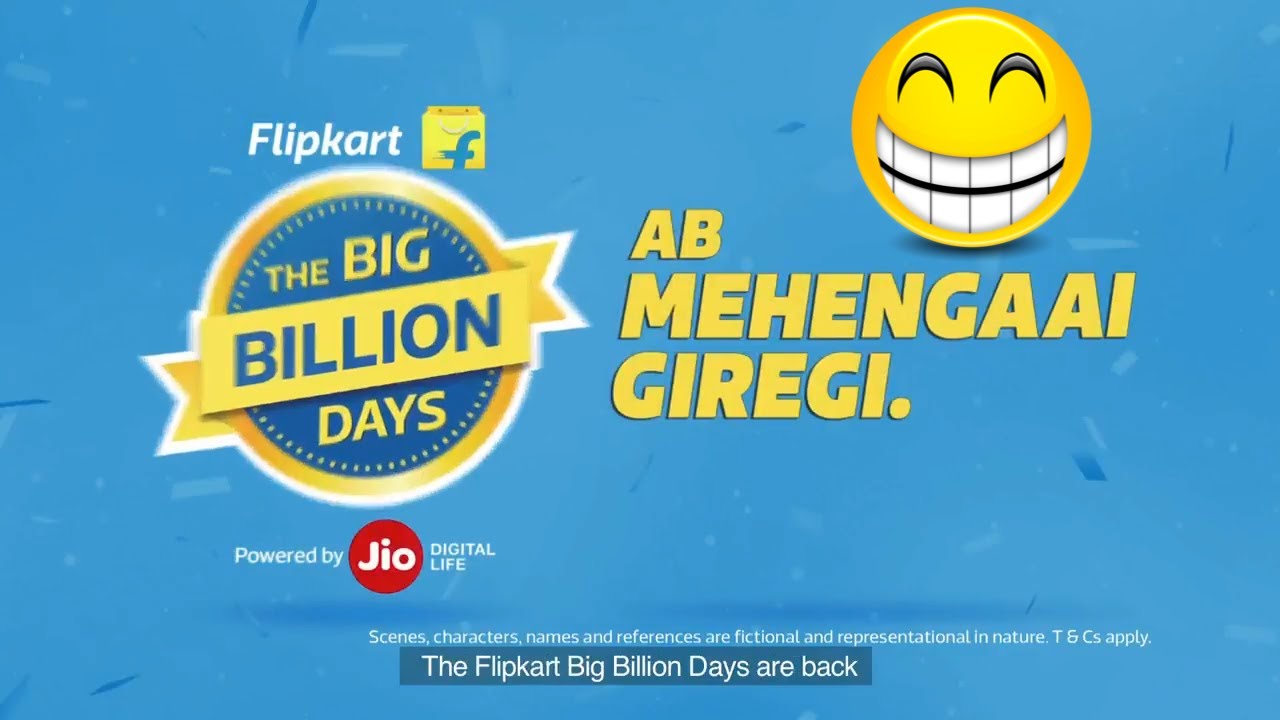 Flipkart
THE BIG
BILLION
DAYS
AB
MEHENGAAI
GIREGI.
Powered by Jio DIGITAL
LIFE
Scenes, characters, names and references are fictional and representational in nature. T & Cs apply.
The Flipkart Big Billion Days are back